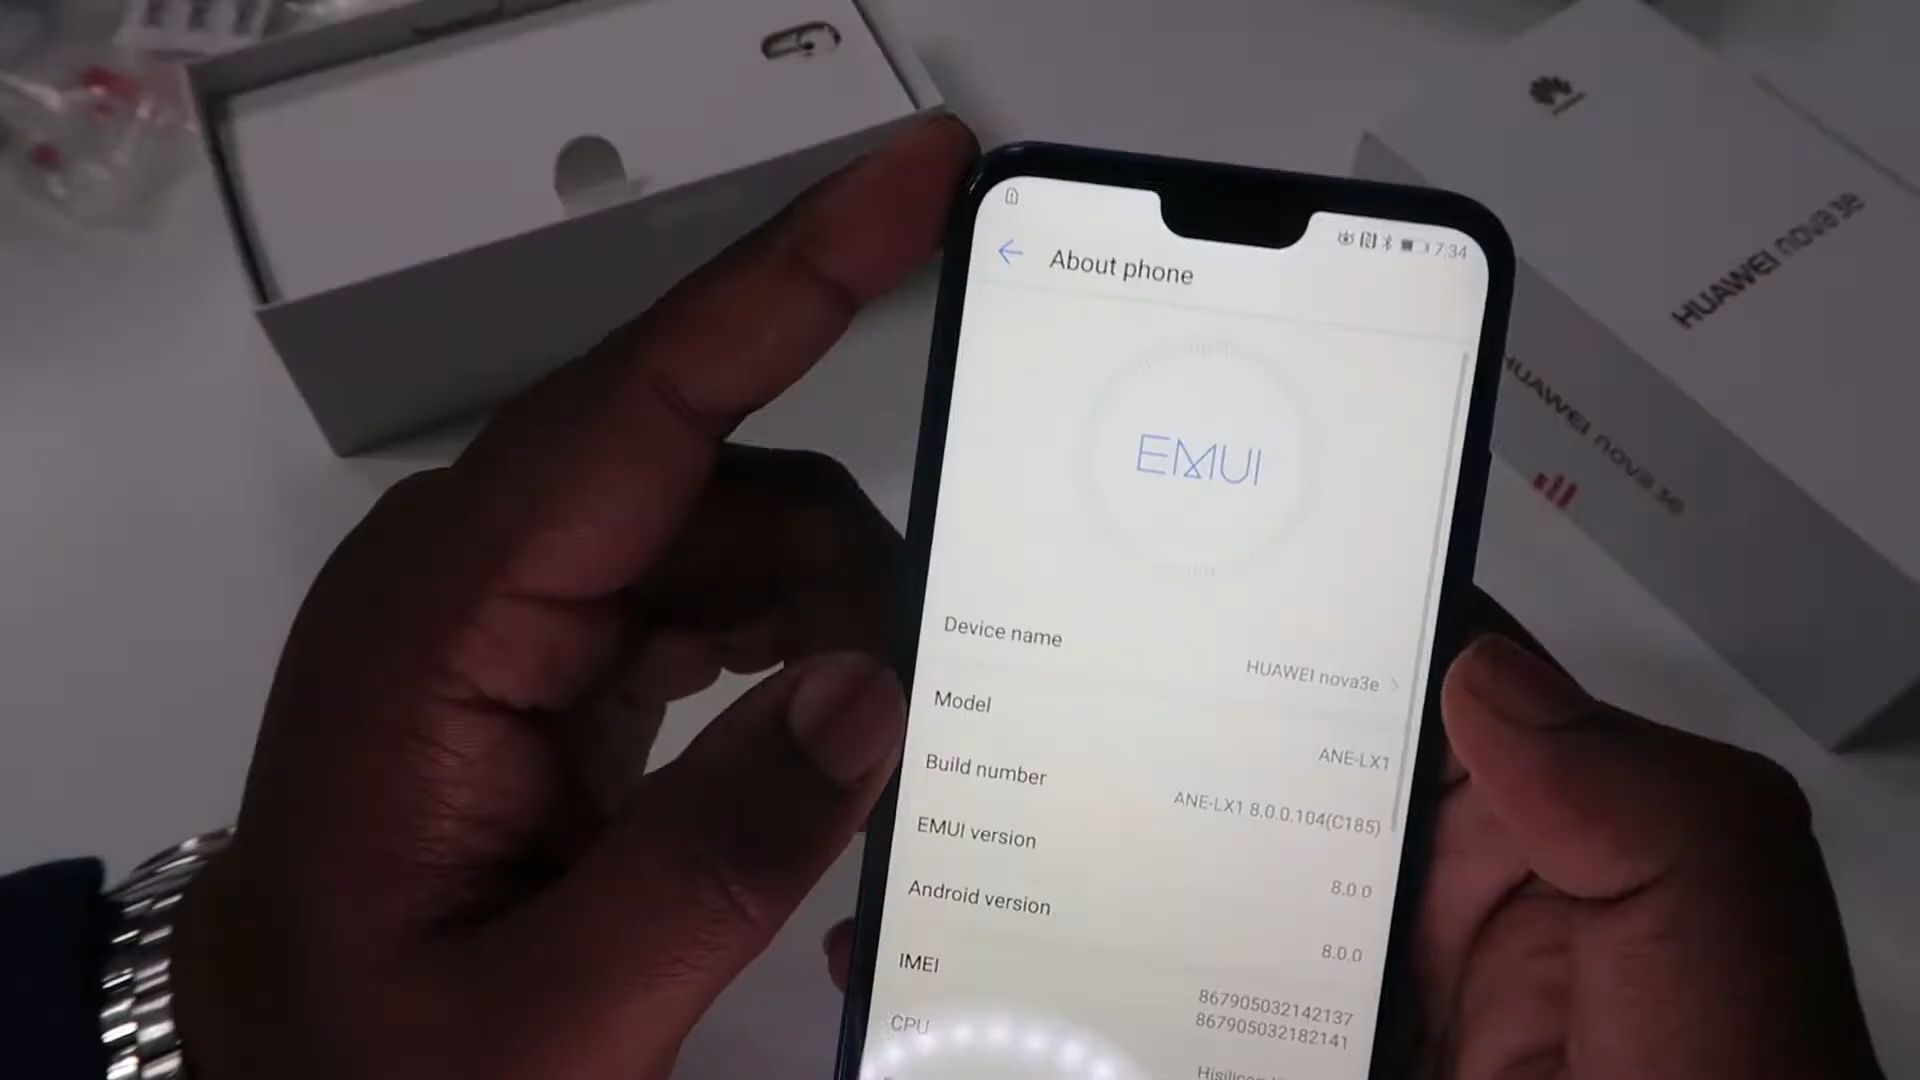 7:34
About phone
EMUI
Device name
HUAWEI nova3e
Model
ANE-LX1
Build number
ANE-LX1 8.0.0.104(C185)
EMUI version
8.0.0
Android version
8.0.0
IMEI
867905032142137
867905032182141
CPU
HUAWEI nova 3e
HUAWEI nova 3e